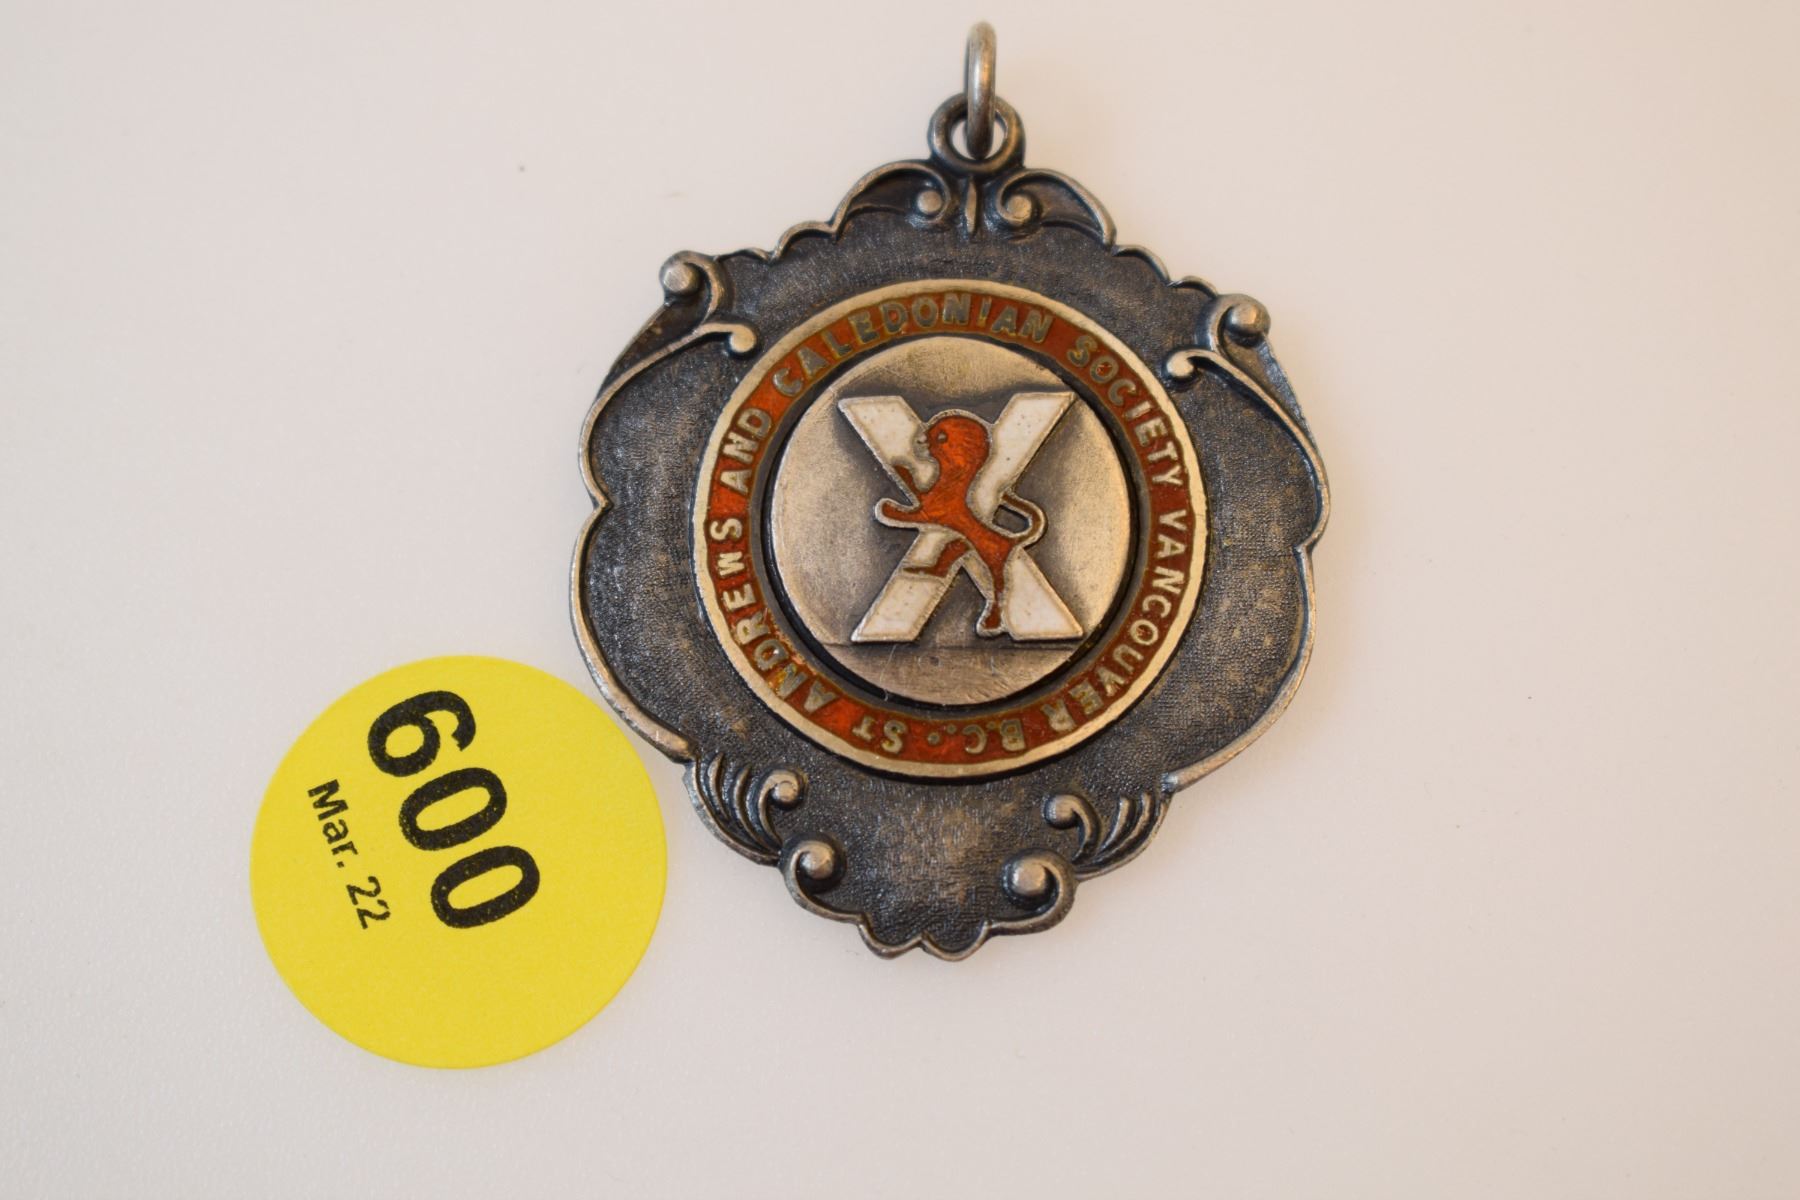 ST ANDREWS AND CALEDONIAN SOCIETY VANCOUVER B.C. •
600
Mar. 22